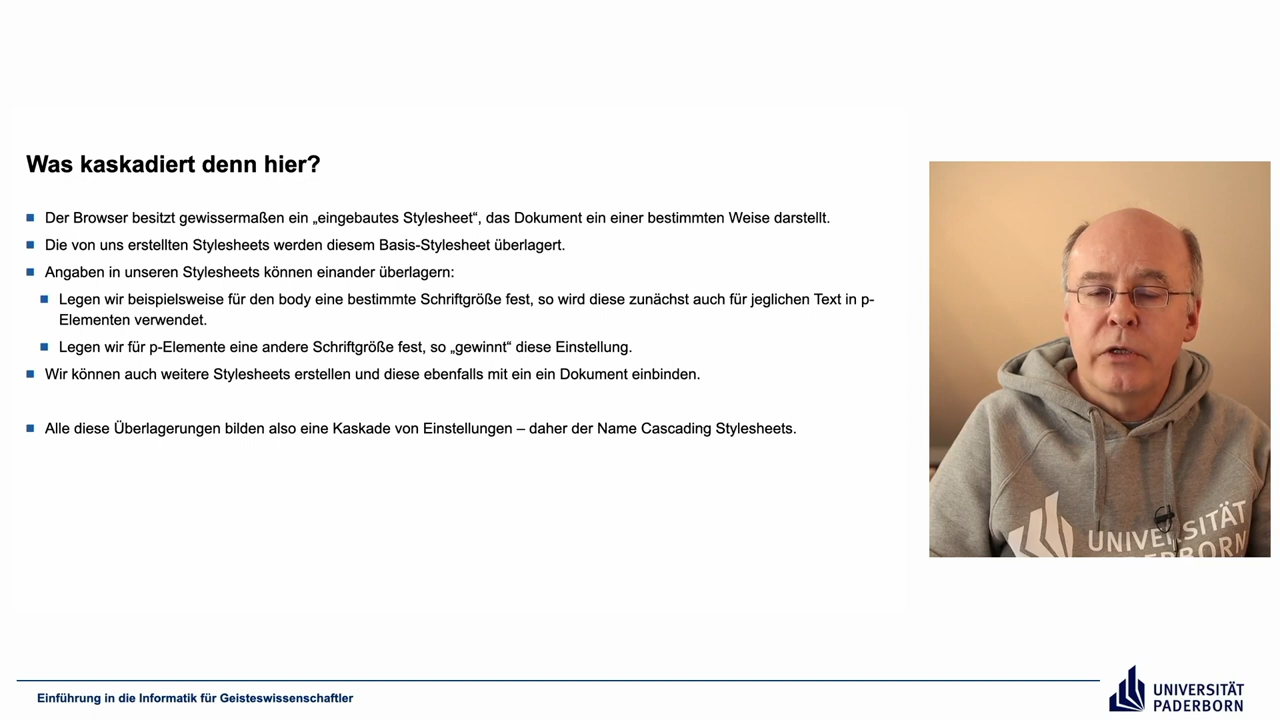 Was kaskadiert denn hier?
Der Browser besitzt gewissermaßen ein „eingebautes Stylesheet“, das Dokument ein einer bestimmten Weise darstellt.
Die von uns erstellten Stylesheets werden diesem Basis-Stylesheet überlagert.
Angaben in unseren Stylesheets können einander überlagern:
Legen wir beispielsweise für den body eine bestimmte Schriftgröße fest, so wird diese zunächst auch für jeglichen Text in p-
Elementen verwendet.
Legen wir für p-Elemente eine andere Schriftgröße fest, so „gewinnt“ diese Einstellung.
Wir können auch weitere Stylesheets erstellen und diese ebenfalls mit ein ein Dokument einbinden.
Alle diese Überlagerungen bilden also eine Kaskade von Einstellungen – daher der Name Cascading Stylesheets.
UNIVERSITÄT
PADERBORN
Einführung in die Informatik für Geisteswissenschaftler
UNIVERSITÄT
PADERBORN